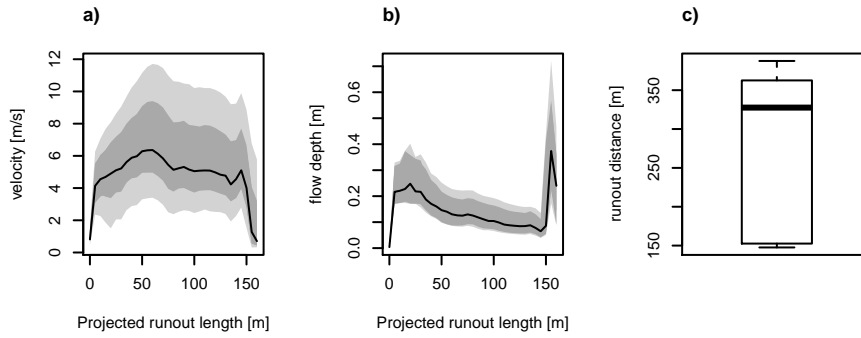 a)
velocity [m/s]
12
10
8
6
4
2
0
0 50 100 150
Projected runout length [m]
b)
flow depth [m]
0.6
0.4
0.2
0.0
0 50 100 150
Projected runout length [m]
c)
runout distance [m]
350
250
150